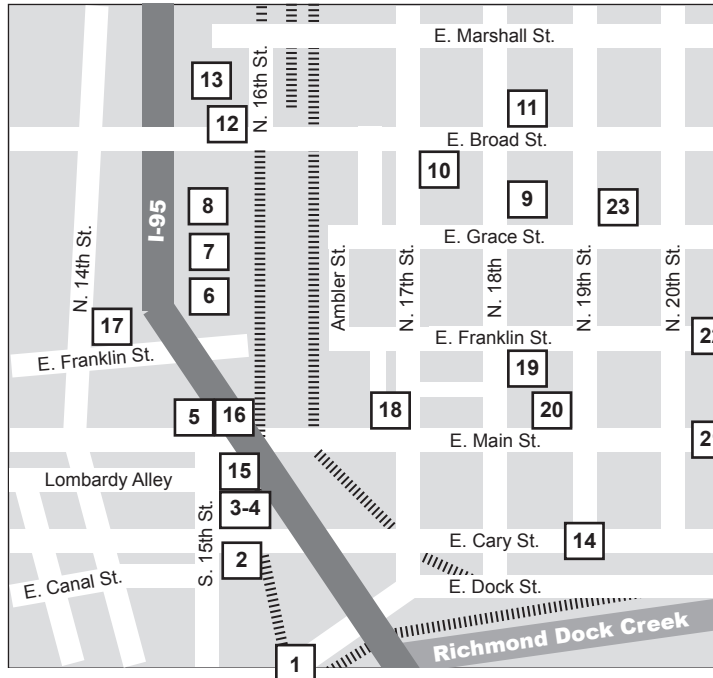 E. Marshall St.
13
N. 16th St.
11
12
E. Broad St.
10
8
9
23
I-95
E. Grace St.
7
N. 14th St.
6
Ambler St.
N. 17th St.
N. 18th
N. 19th St.
N. 20th St.
17
E. Franklin St.
E. Franklin St.
19
18
20
5
16
E. Main St.
15
Lombardy Alley
3-4
S. 15th St.
E. Cary St.
14
2
E. Canal St.
E. Dock St.
Richmond Dock Creek
1